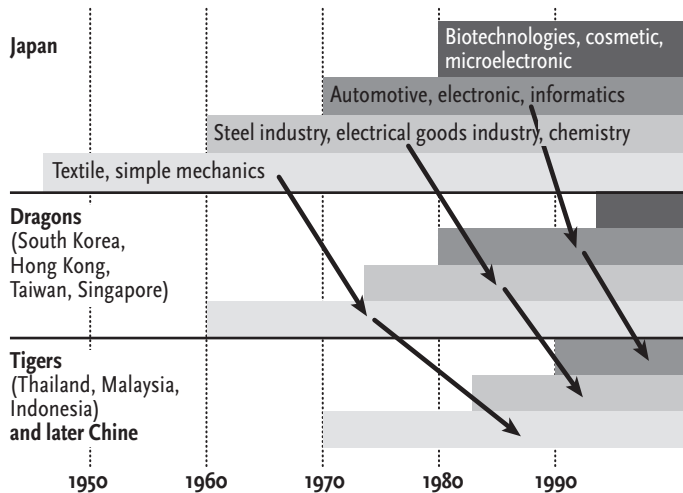 Japan
Biotechnologies, cosmetic,
microelectronic
Automotive, electronic, informatics
Steel industry, electrical goods industry, chemistry
Textile, simple mechanics
Dragons
(South Korea,
Hong Kong,
Taiwan, Singapore)
Tigers
(Thailand, Malaysia,
Indonesia)
and later Chine
1950 1960 1970 1980 1990